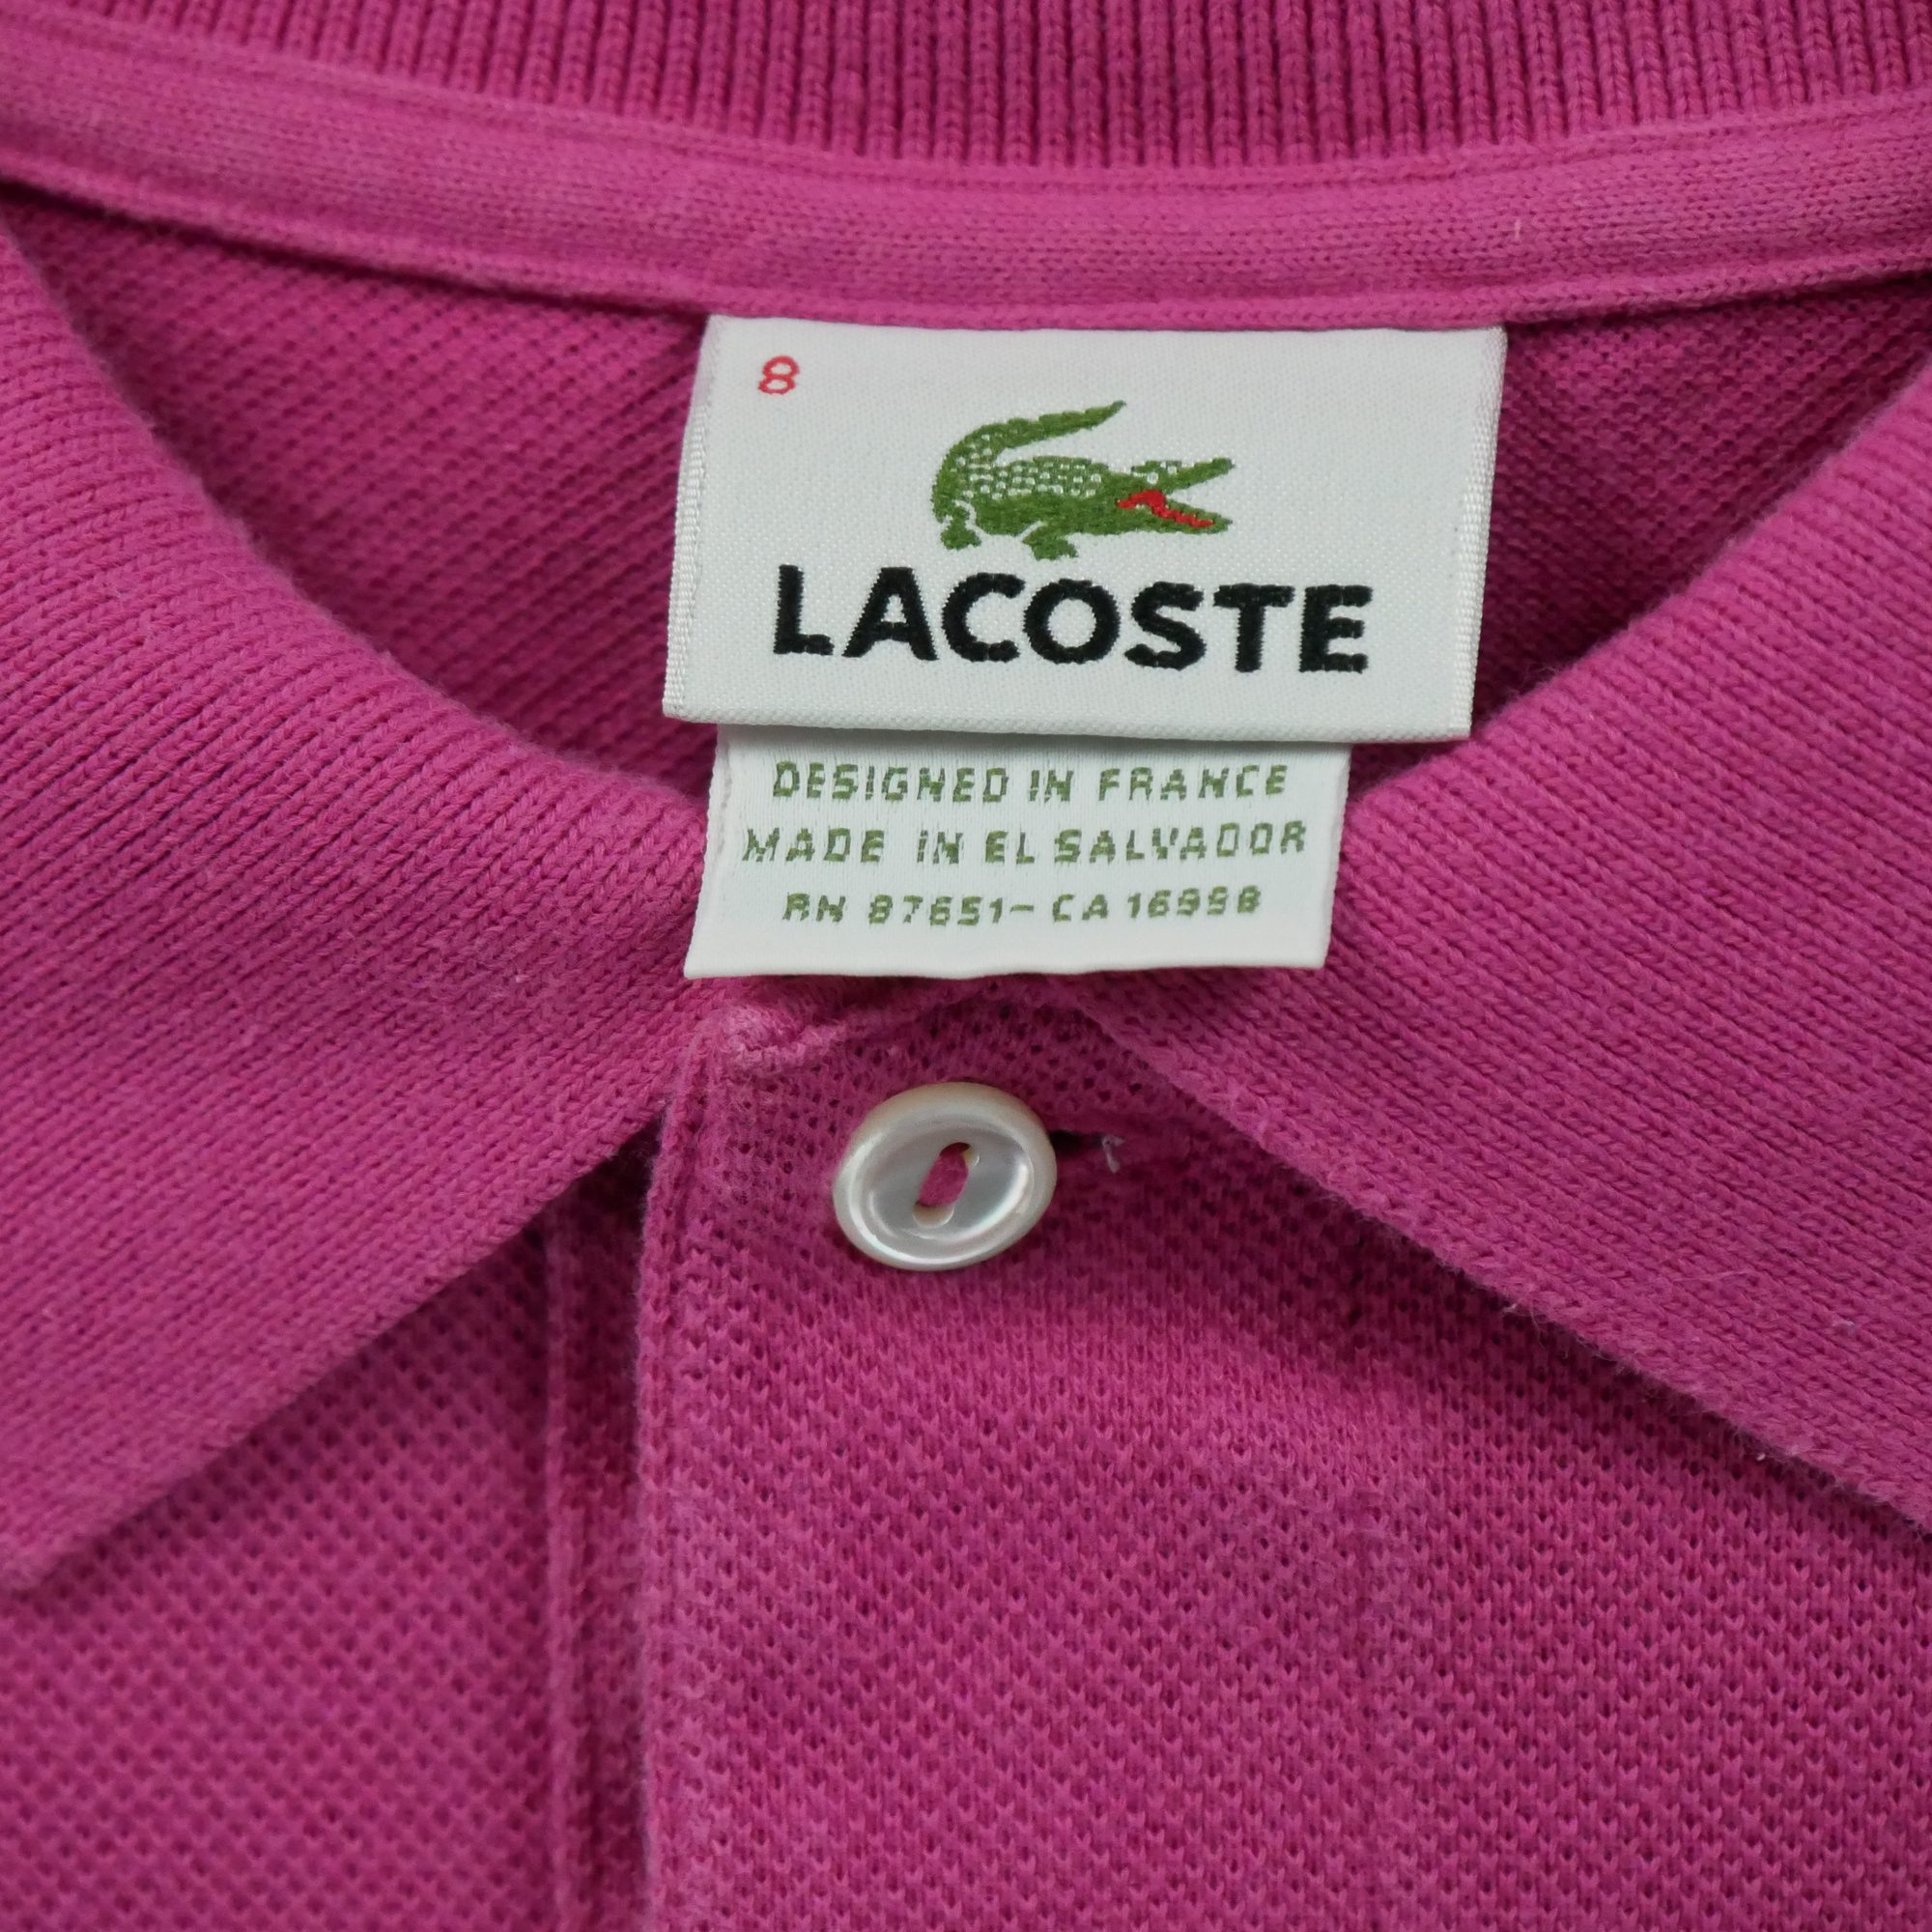 8
LACOSTE
DESIGNED IN FRANCE
MADE IN EL SALVADOR
RN 87651-CA 16998